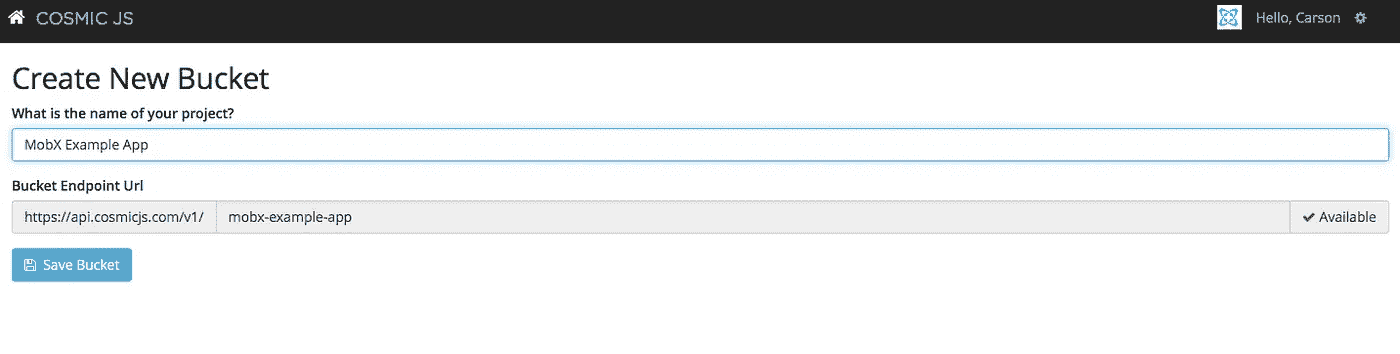 COSMIC JS Hello, Carson
Create New Bucket
What is the name of your project?
MobX Example App
Bucket Endpoint Url
https://api.cosmicjs.com/v1/ mobx-example-app Available
Save Bucket